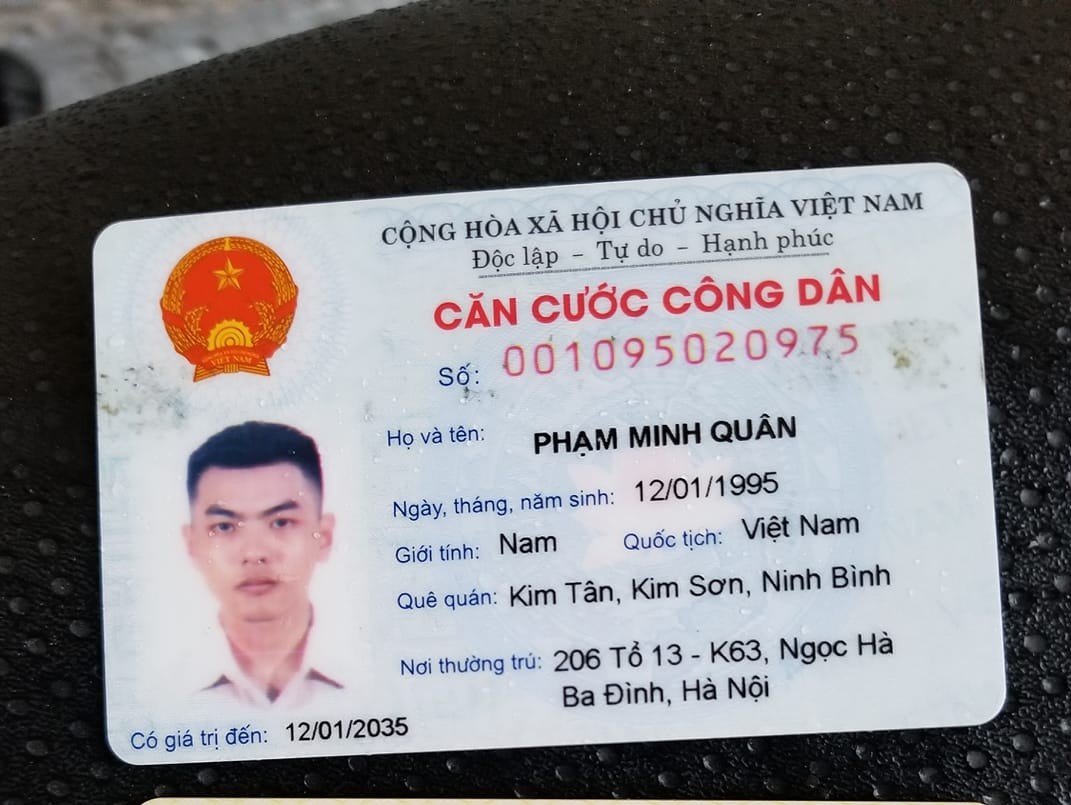 CỘNG HÒA XÃ HỘI CHỦ NGHĨA VIỆT NAM
Độc lập – Tự do – Hạnh phúc
CĂN CƯỚC CÔNG DÂN
Số: 001095020975
Họ và tên: PHẠM MINH QUÂN
Ngày, tháng, năm sinh: 12/01/1995
Giới tính: Nam Quốc tịch: Việt Nam
Quê quán: Kim Tân, Kim Sơn, Ninh Bình
Nơi thường trú: 206 Tổ 13 - K63, Ngọc Hà
Ba Đình, Hà Nội
Có giá trị đến: 12/01/2035
VIỆT NAM